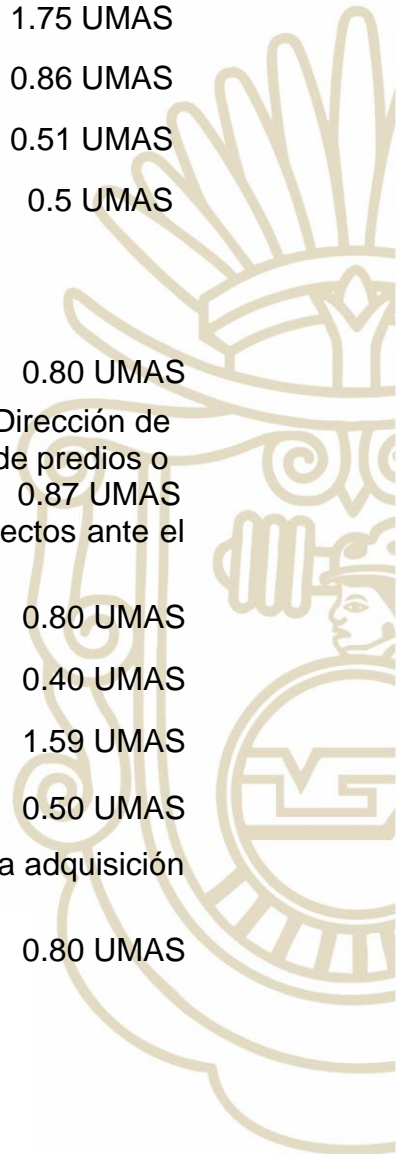 1.75 UMAS
0.86 UMAS
0.51 UMAS
0.5 UMAS
0.80 UMAS
Dirección de
de predios o
0.87 UMAS
ectos ante el
0.80 UMAS
0.40 UMAS
1.59 UMAS
0.50 UMAS
a adquisición
0.80 UMAS